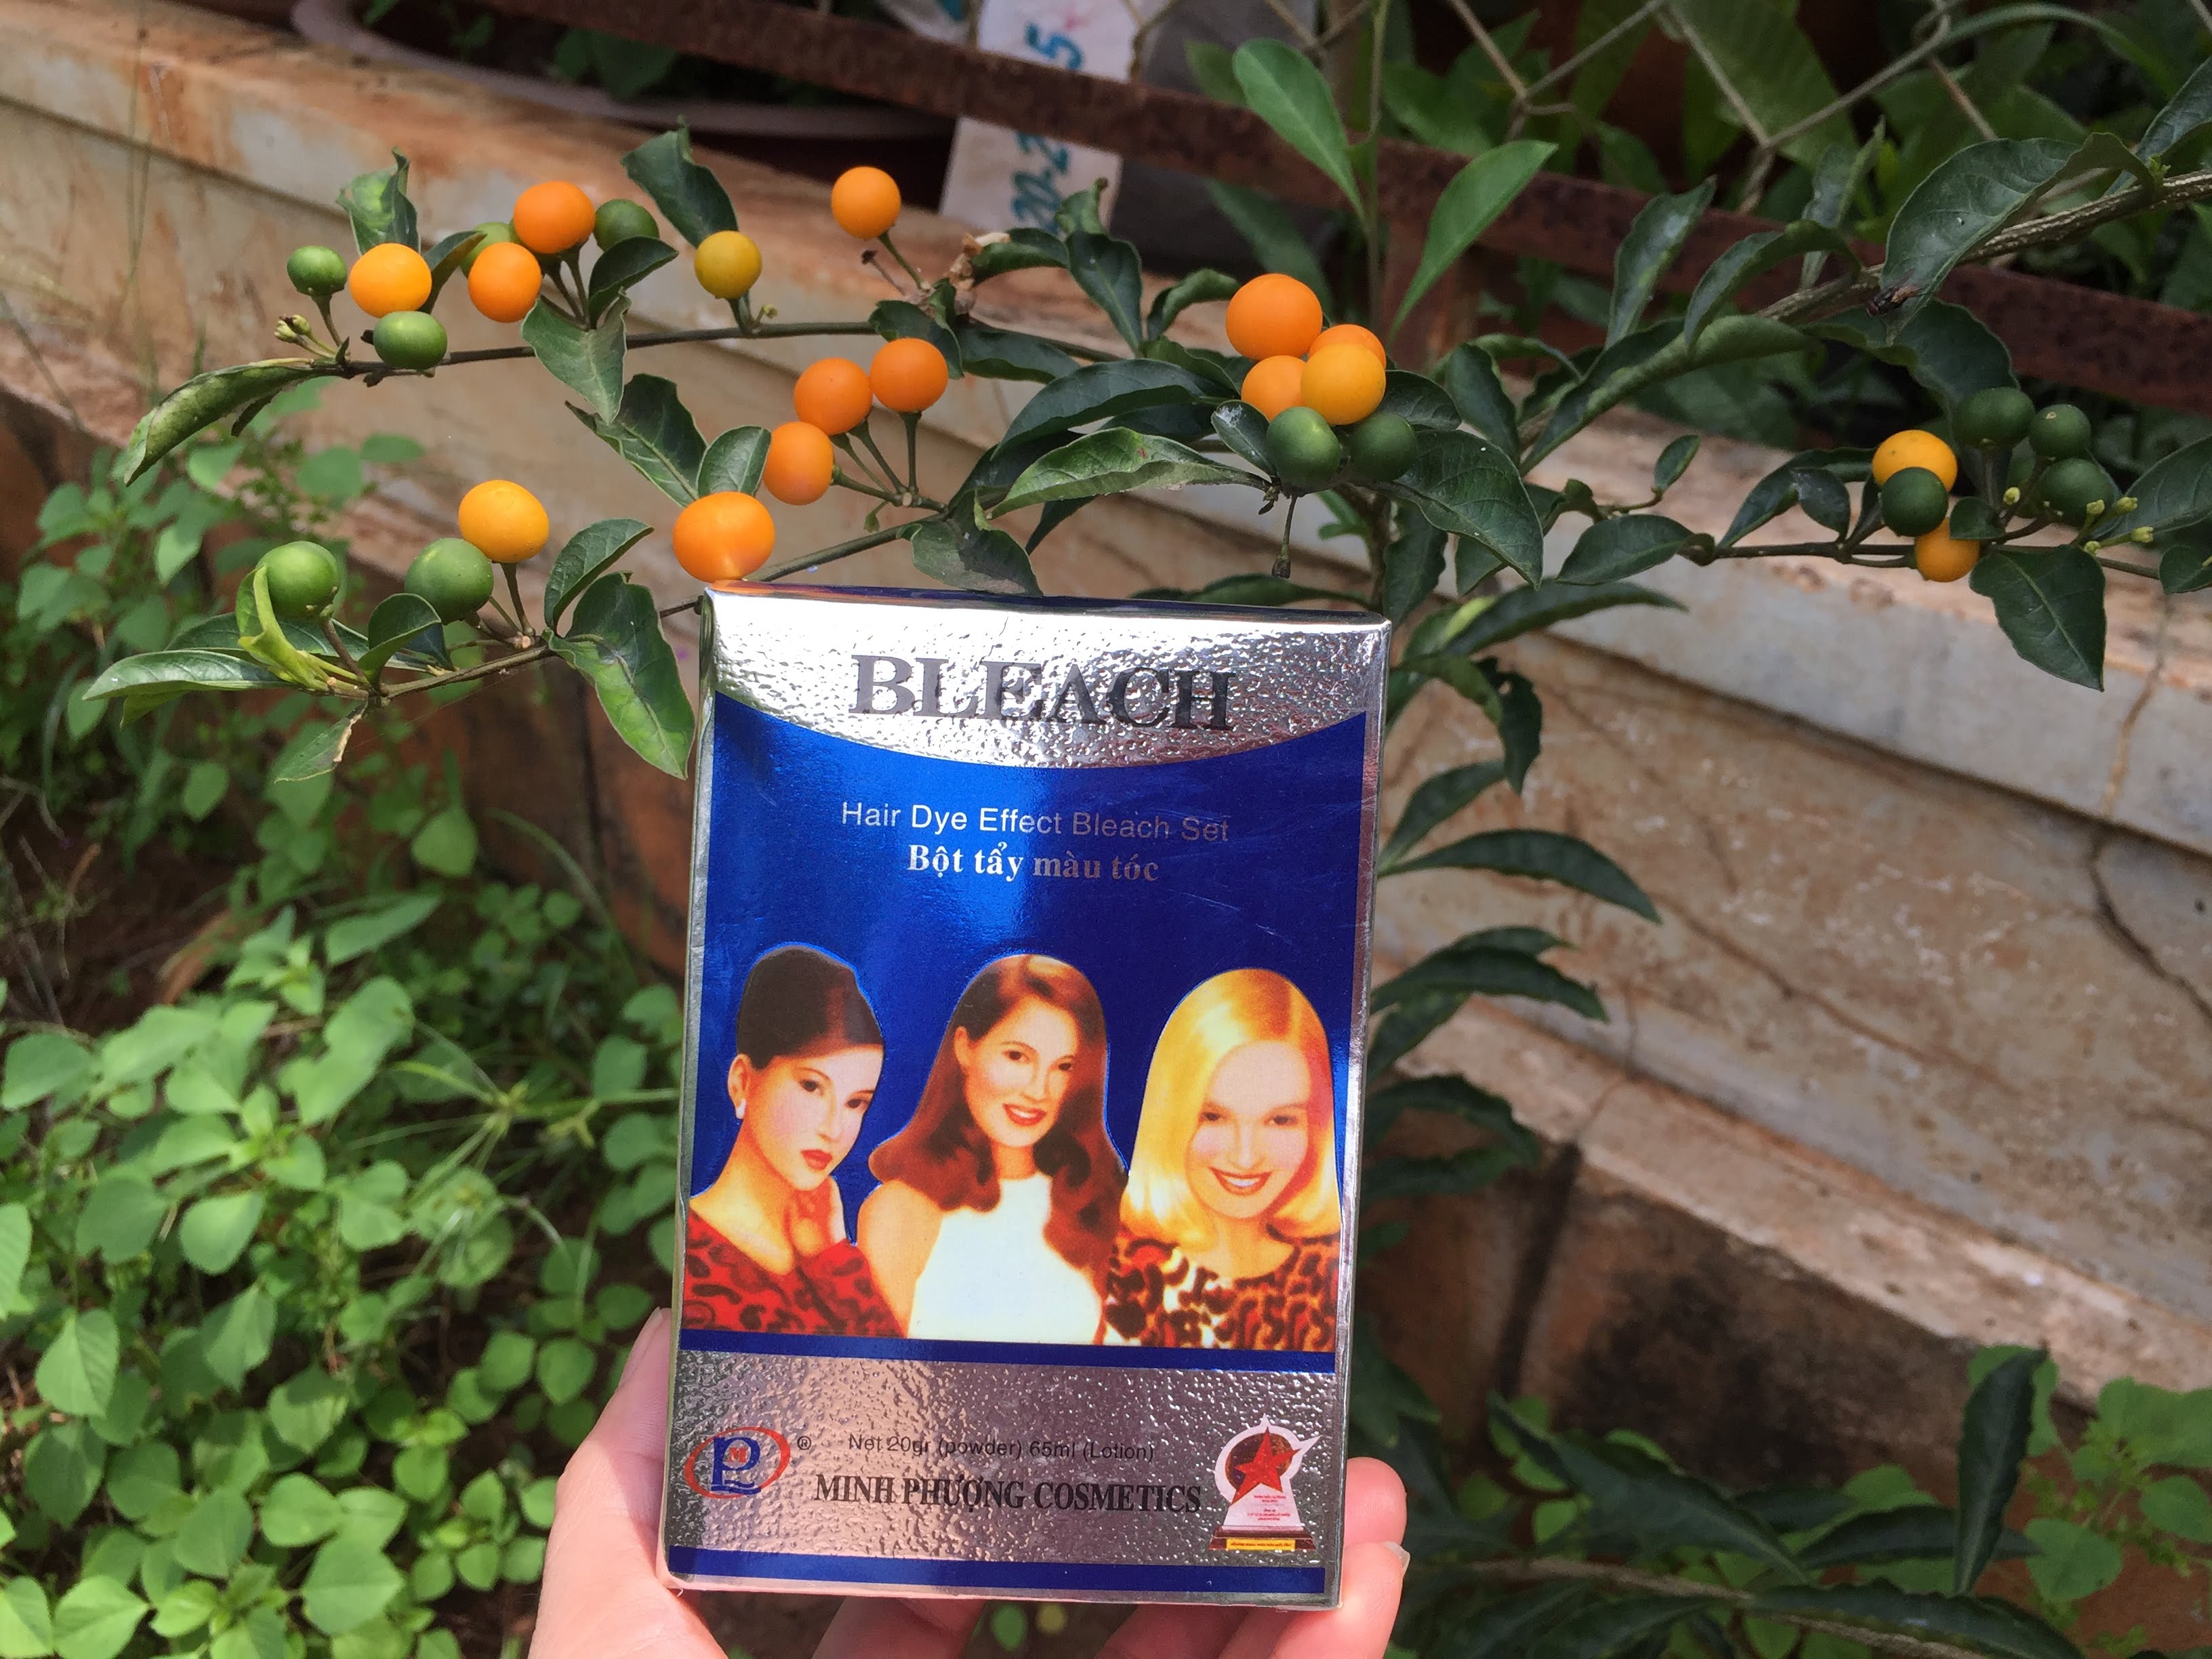 BLEACH
Hair Dye Effect Bleach Set
Bột tẩy màu tóc
Net 20gr (powder) 65ml (Lotion)
®
MINH PHƯỢNG COSMETICS